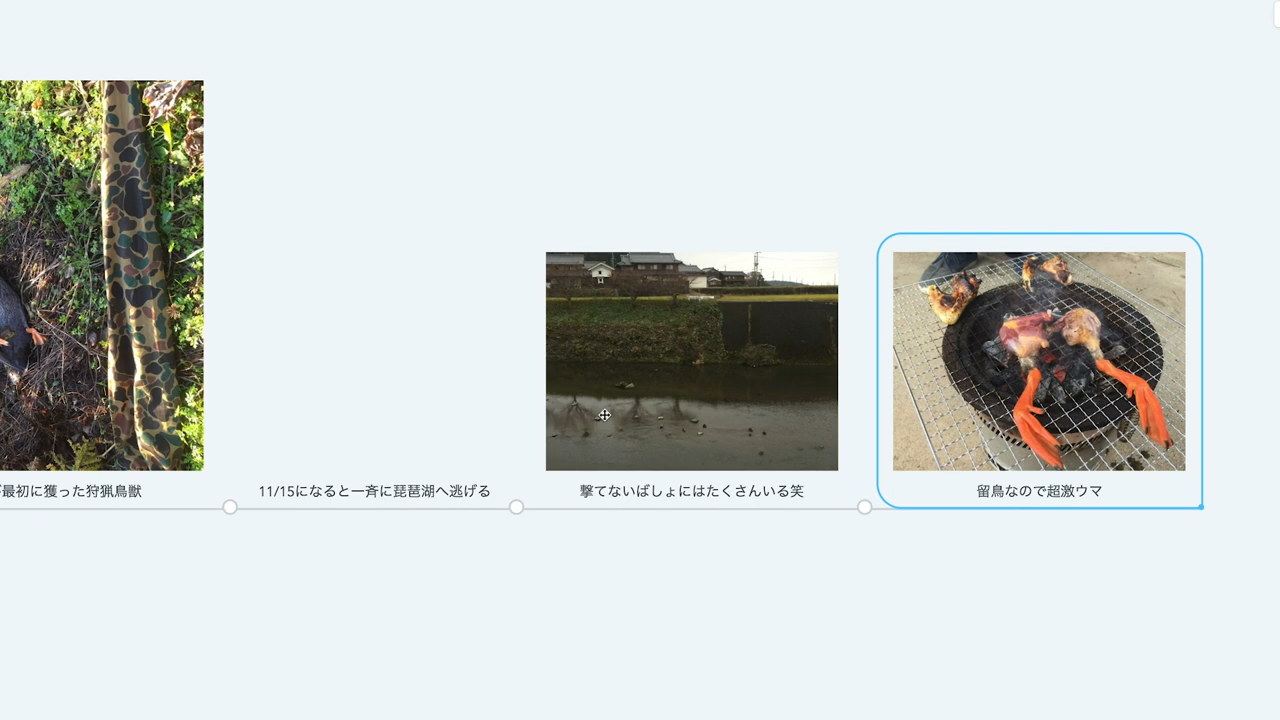 最初に獲った狩猟鳥獣
11/15になると一斉に琵琶湖へ逃げる
撃てないばしょにはたくさんいる笑
留鳥なので超激ウマ